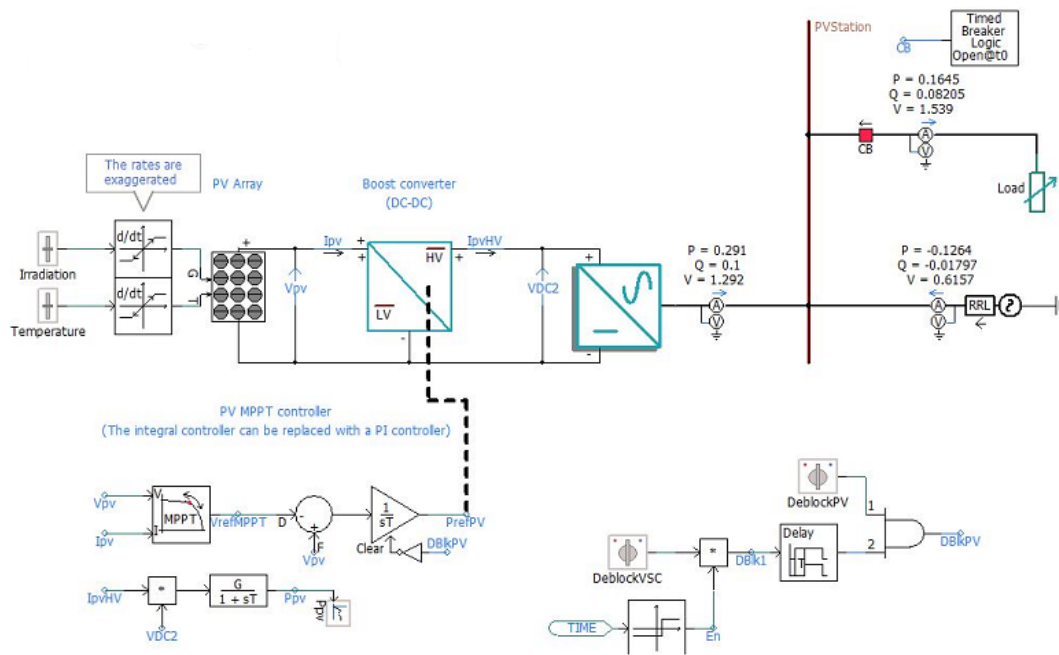 PVStation
Timed
Breaker
Logic
Open@t0
CB
P = 0.1645
Q = 0.08205
V = 1.539
A
V
CB
Load
The rates are
exaggerated
PV Array
Boost converter
(DC-DC)
d/dt
Irradiation
G
d/dt
T
Temperature
+
Vpv
Ipv
+
+
HV
LV
-
IpvHV
+
VDC2
+
-
P = 0.291
Q = 0.1
V = 1.292
A
V
P = -0.1264
Q = -0.01797
V = 0.6157
A
V
RRL
PV MPPT controller
(The integral controller can be replaced with a PI controller)
Vpv
V
Ipv
I
MPPT
VrefMPPT
D
-
+
F
Vpv
1
sT
Clear
PrefPV
DBlkPV
IpvHV
*
VDC2
G
1 + sT
Ppv
Ppv
DeblockPV
1
2
DBlkPV
DeblockVSC
*
DBlk1
Delay
T
TIME
En